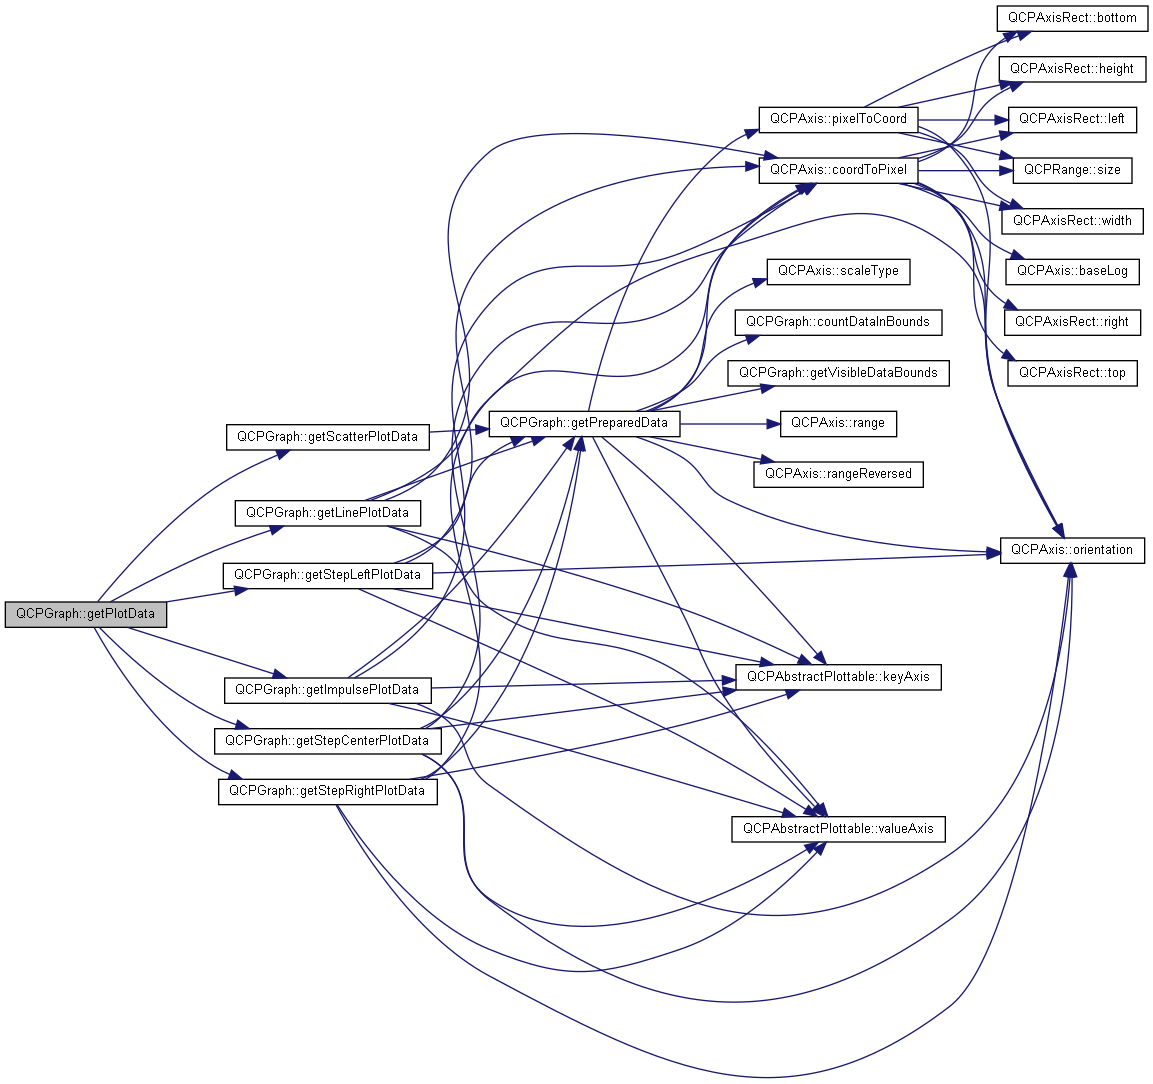 QCPAxisRect::bottom
QCPAxisRect::height
QCPAxis::pixelToCoord
QCPAxisRect::left
QCPAxis::coordToPixel
QCPRange::size
QCPAxisRect::width
QCPAxis::scaleType
QCPAxis::baseLog
QCPGraph::countDataInBounds
QCPAxisRect::right
QCPGraph::getVisibleDataBounds
QCPAxisRect::top
QCPGraph::getScatterPlotData
QCPGraph::getPreparedData
QCPAxis::range
QCPAxis::rangeReversed
QCPGraph::getLinePlotData
QCPAxis::orientation
QCPGraph::getStepLeftPlotData
QCPGraph::getPlotData
QCPGraph::getImpulsePlotData
QCPAbstractPlottable::keyAxis
QCPGraph::getStepCenterPlotData
QCPGraph::getStepRightPlotData
QCPAbstractPlottable::valueAxis